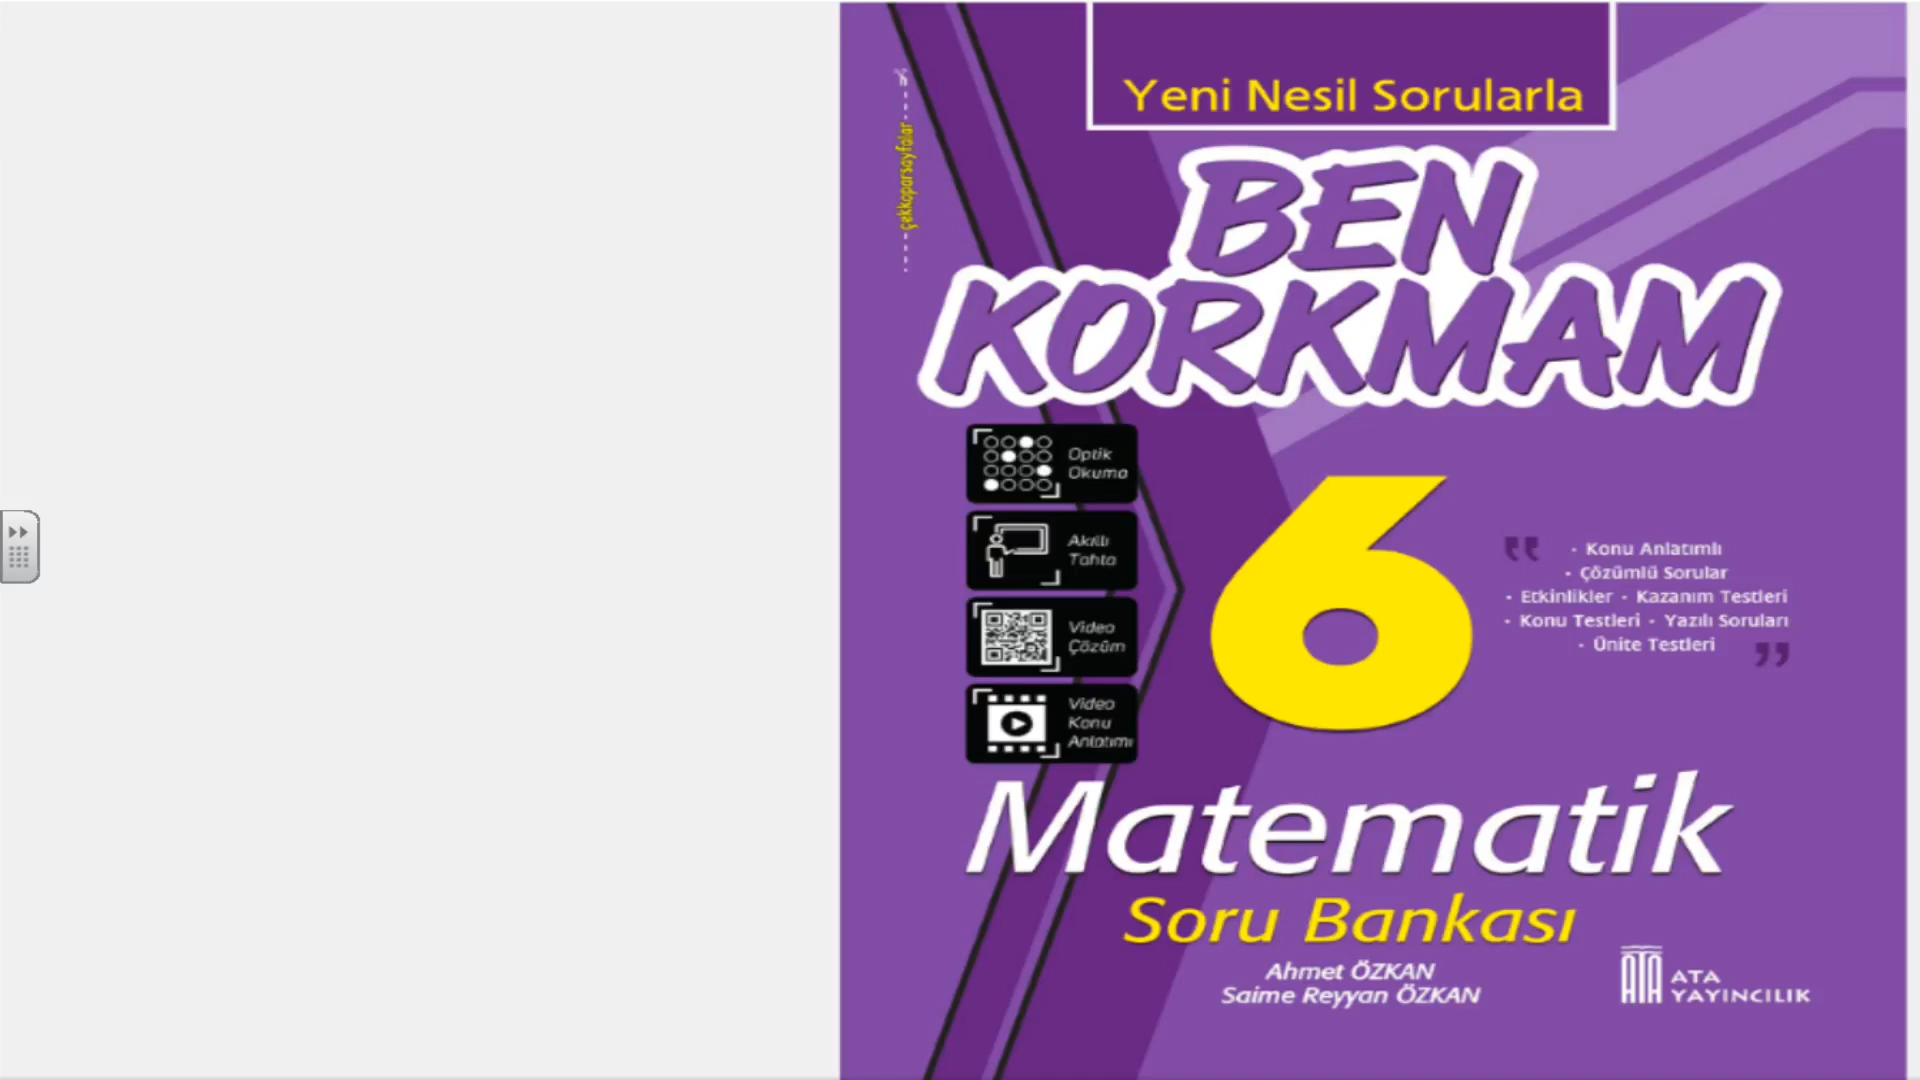 Yeni Nesil Sorularla
çekkoparsayfalar
BEN
KORKMAM
Optik
Okuma
Akıllı
Tahta
Video
Çözüm
Video
Konu
Anlatımı
6
- Konu Anlatımlı
- Çözümlü Sorular
- Etkinlikler - Kazanım Testleri
- Konu Testleri - Yazılı Soruları
- Ünite Testleri
Matematik
Soru Bankası
Ahmet ÖZKAN
Saime Reyyan ÖZKAN
ATA
ATA
YAYINCILIK